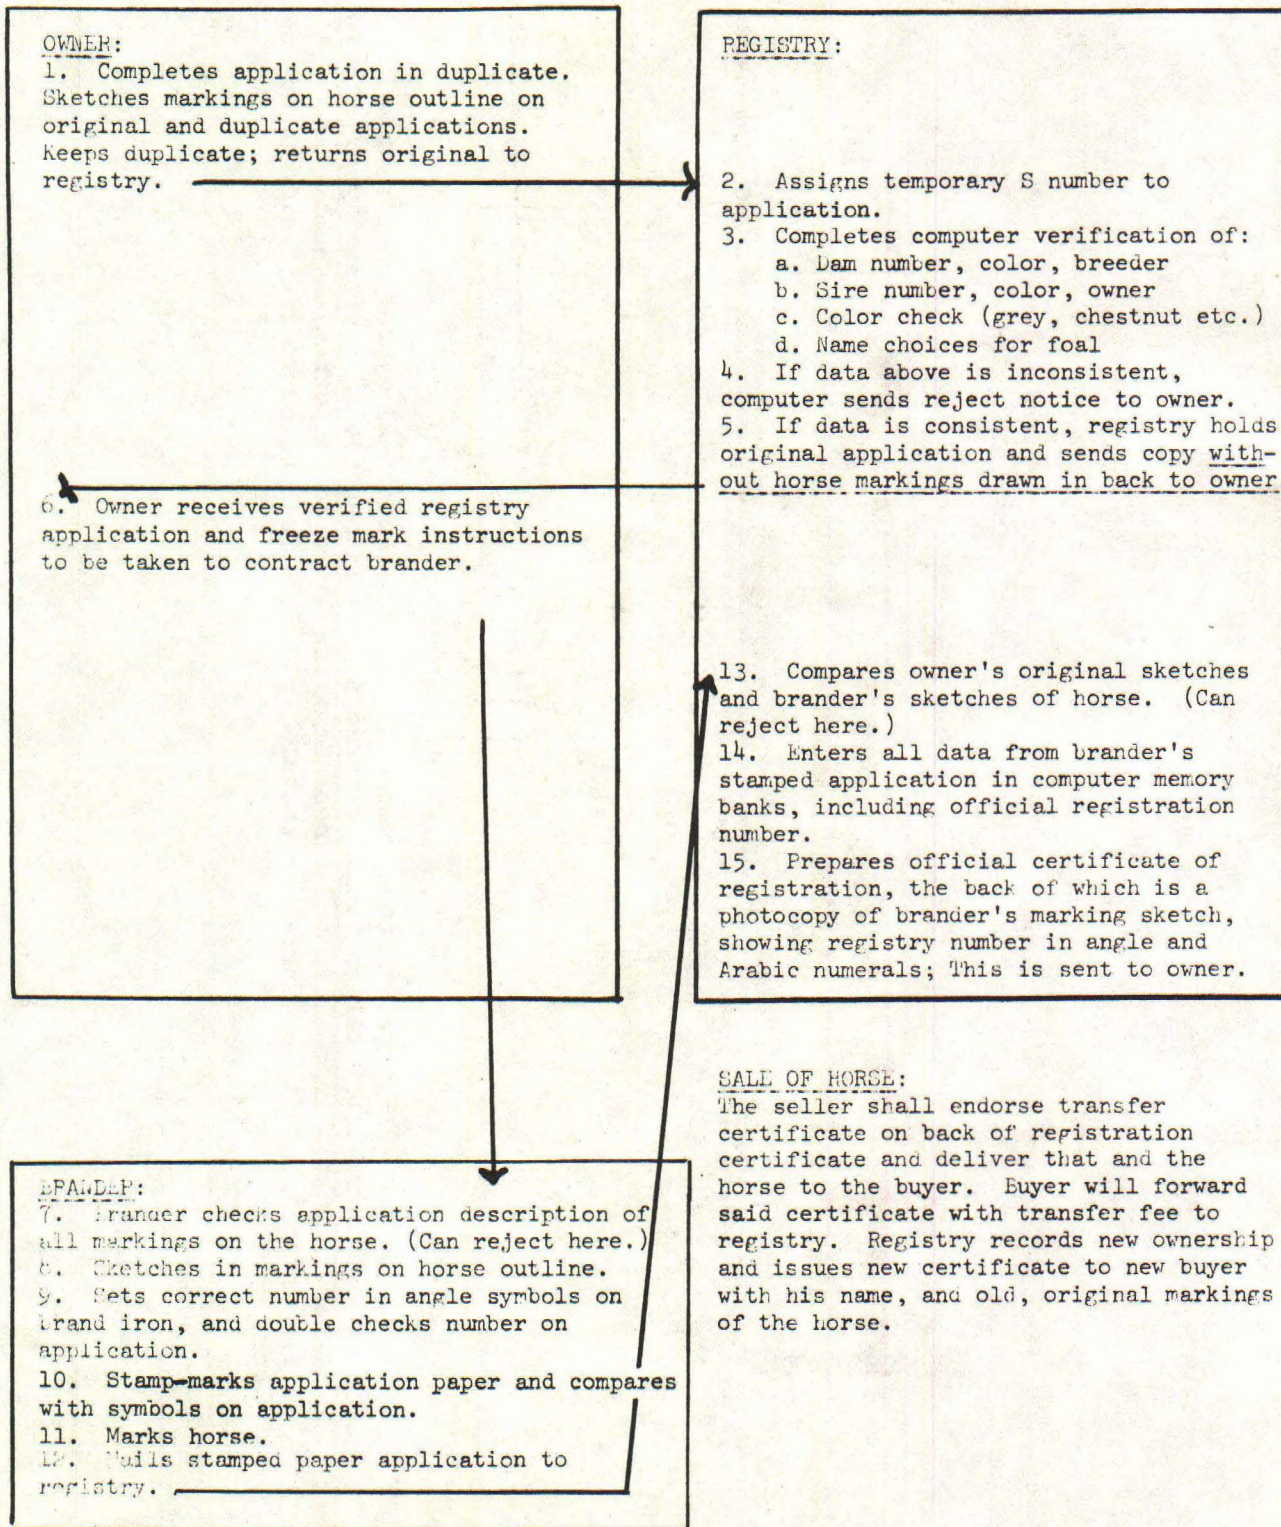 OWNER:
1. Completes application in duplicate.
Sketches markings on horse outline on
original and duplicate applications.
Keeps duplicate; returns original to
registry.
REGISTRY:
2. Assigns temporary S number to
application.
3. Completes computer verification of:
a. Dam number, color, breeder
b. Sire number, color, owner
c. Color check (grey, chestnut etc.)
d. Name choices for foal
4. If data above is inconsistent,
computer sends reject notice to owner.
5. If data is consistent, registry holds
original application and sends copy with-
out horse markings drawn in back to owner
6. Owner receives verified registry
application and freeze mark instructions
to be taken to contract brander.
BRANDER:
7. Brander checks application description of
all markings on the horse. (Can reject here.)
8. Sketches in markings on horse outline.
9. Sets correct number in angle symbols on
brand iron, and double checks number on
application.
10. Stamp-marks application paper and compares
with symbols on application.
11. Marks horse.
12. Mails stamped paper application to
registry.
13. Compares owner's original sketches
and brander's sketches of horse. (Can
reject here.)
14. Enters all data from brander's
stamped application in computer memory
banks, including official registration
number.
15. Prepares official certificate of
registration, the back of which is a
photocopy of brander's marking sketch,
showing registry number in angle and
Arabic numerals; This is sent to owner.
SALE OF HORSE:
The seller shall endorse transfer
certificate on back of registration
certificate and deliver that and the
horse to the buyer. Buyer will forward
said certificate with transfer fee to
registry. Registry records new ownership
and issues new certificate to new buyer
with his name, and old, original markings
of the horse.